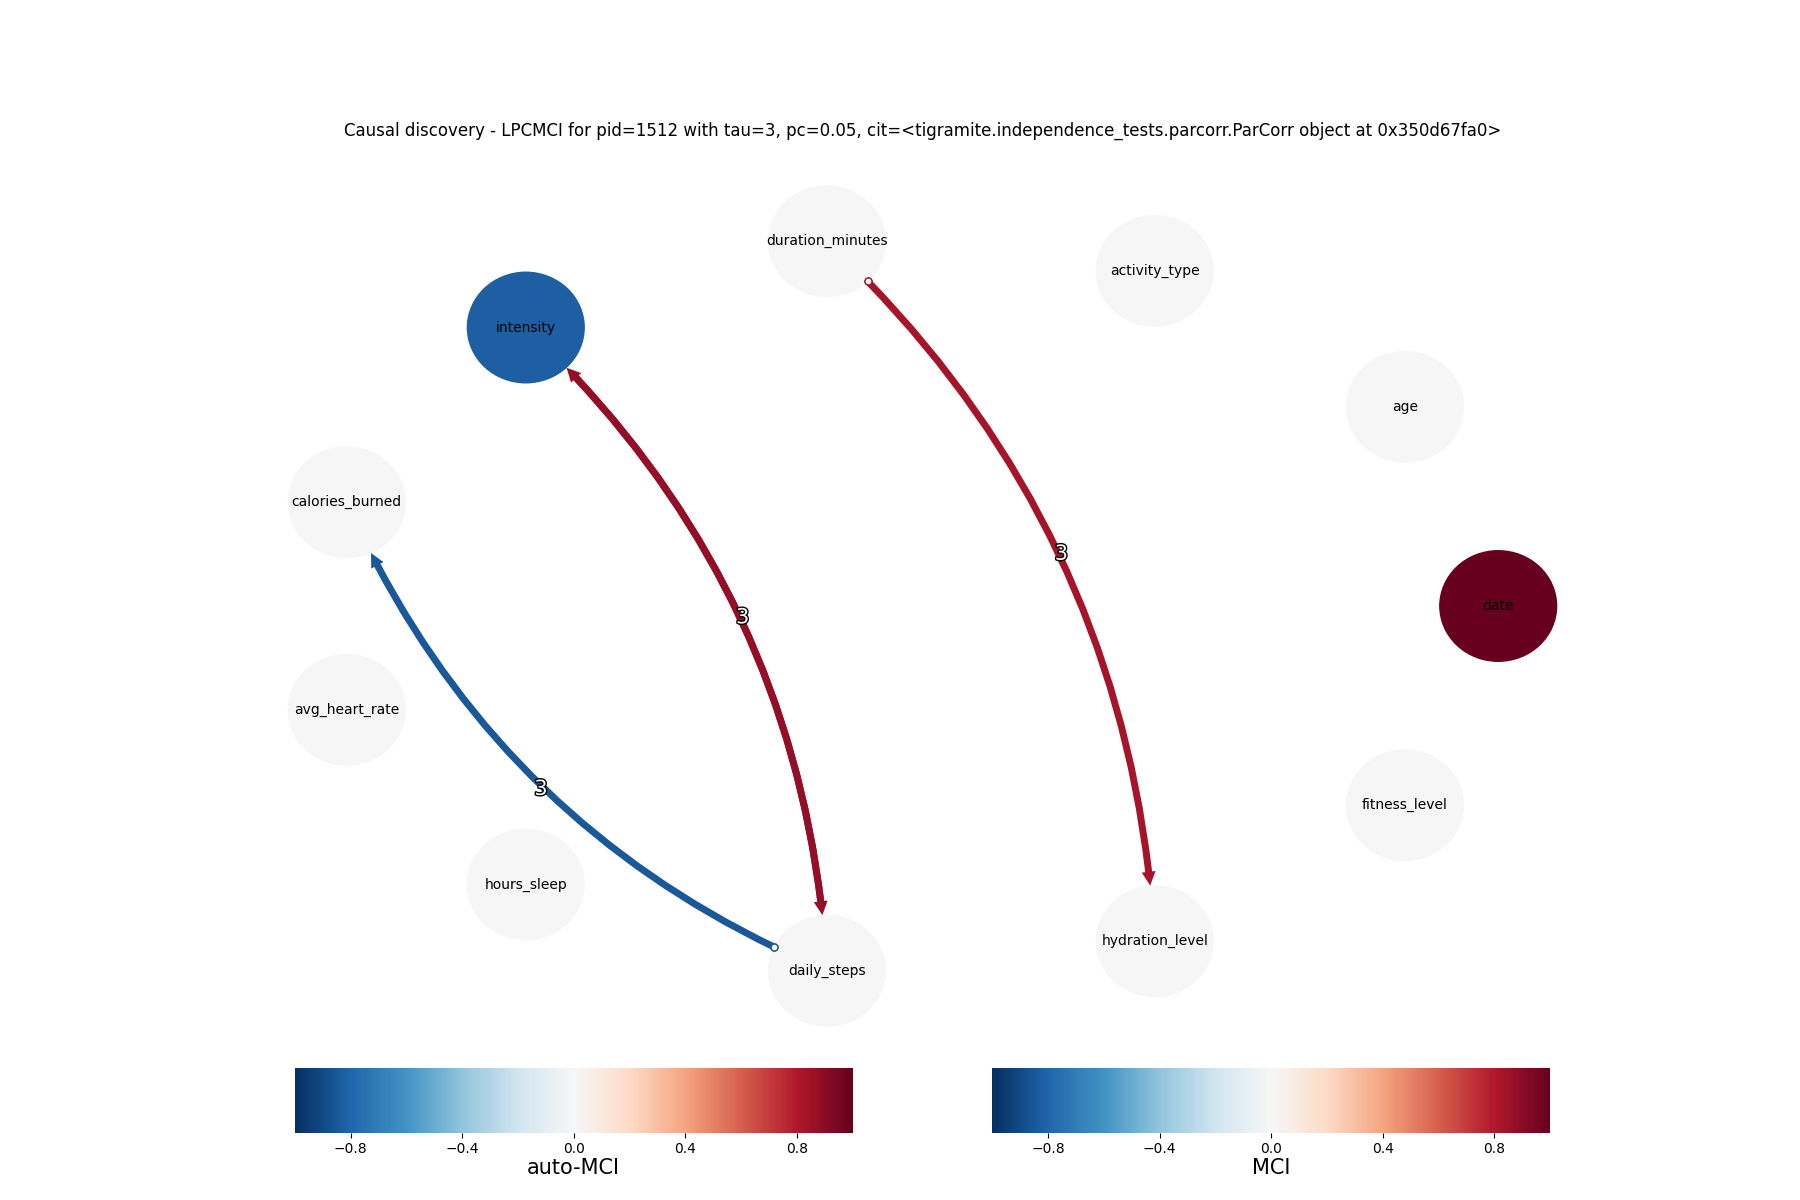 Causal discovery - LPCMCI for pid=1512 with tau=3, pc=0.05, cit=<tigramite.independence_tests.parcorr.ParCorr object at 0x350d67fa0>
duration_minutes
activity_type
intensity
age
calories_burned
3
date
3
avg_heart_rate
3
fitness_level
hours_sleep
hydration_level
daily_steps
−0.8 −0.4 0.0 0.4 0.8
auto-MCI
−0.8 −0.4 0.0 0.4 0.8
MCI